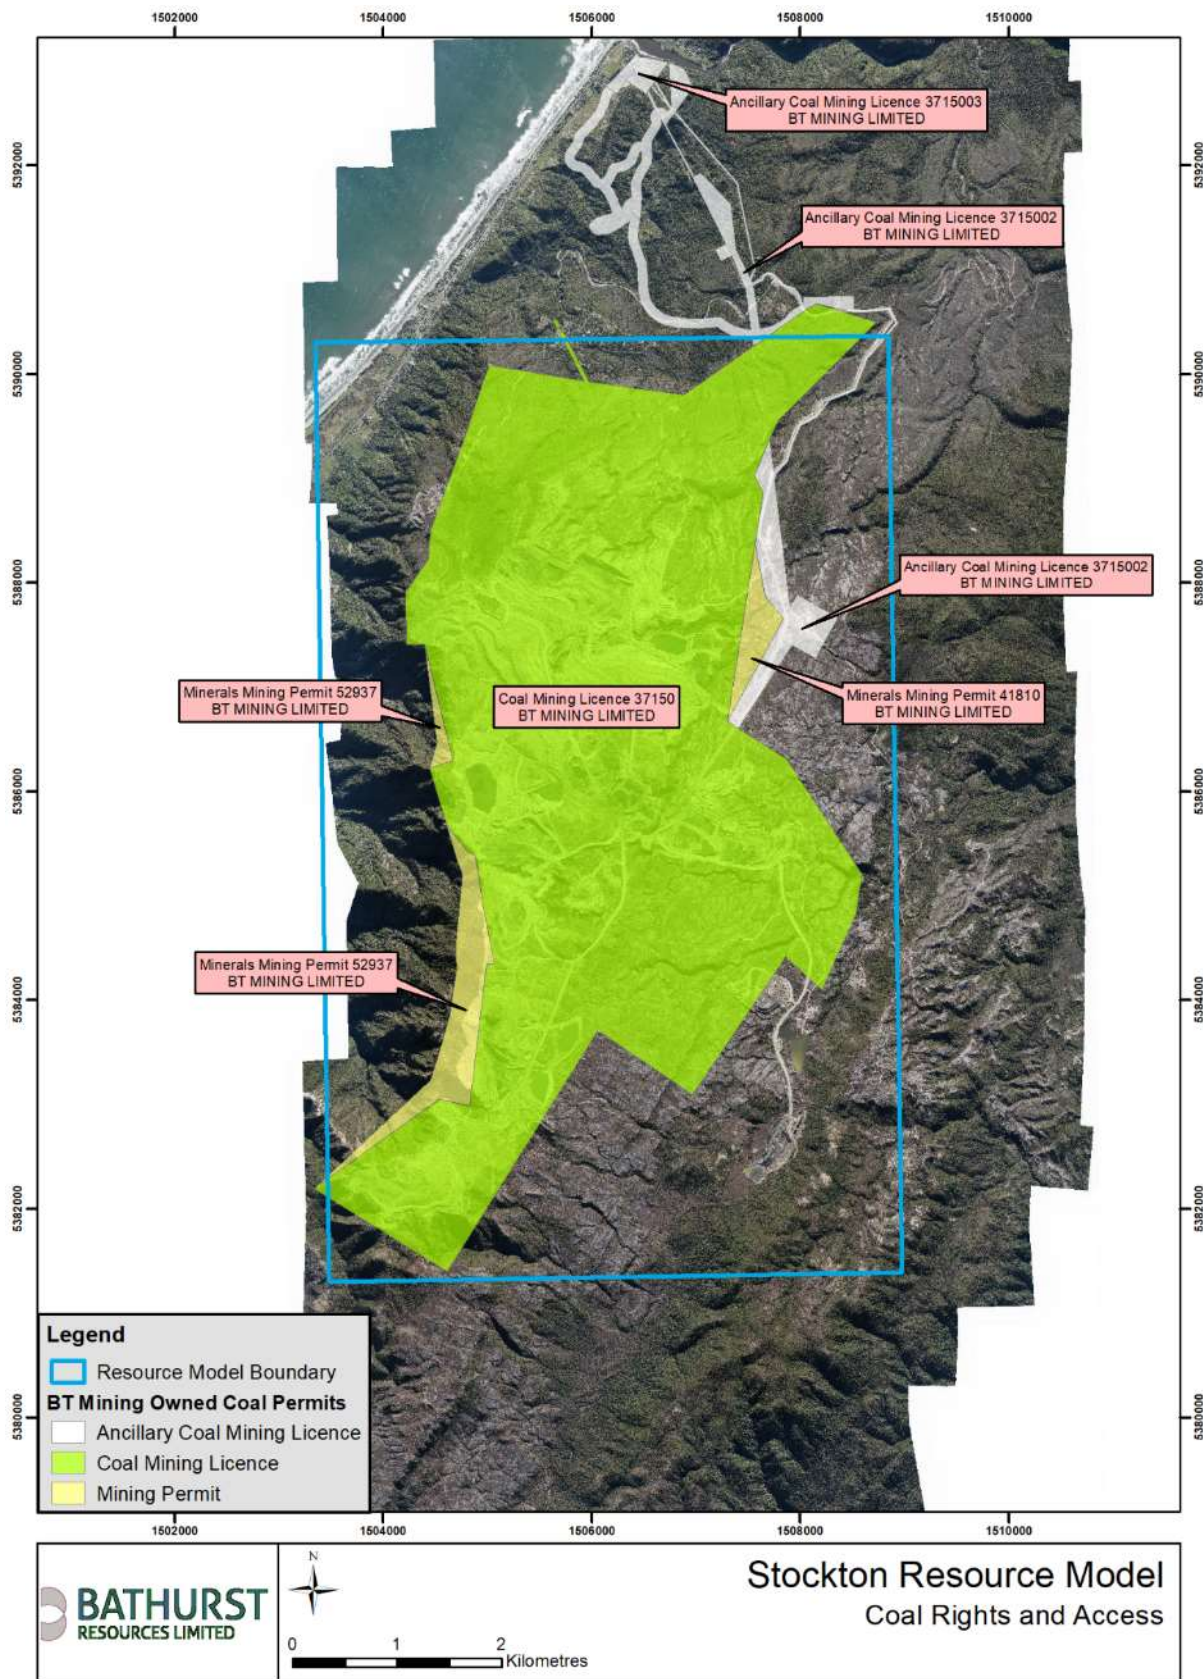 1502000 1504000 1506000 1508000 1510000
5392000
5392000
5390000
5390000
5388000
5388000
5386000
5386000
5384000
5384000
5382000
5382000
5380000
5380000
Ancillary Coal Mining Licence 3715003
BT MINING LIMITED
Ancillary Coal Mining Licence 3715002
BT MINING LIMITED
Ancillary Coal Mining Licence 3715002
BT MINING LIMITED
Minerals Mining Permit 52937
BT MINING LIMITED
Coal Mining Licence 37150
BT MINING LIMITED
Minerals Mining Permit 41810
BT MINING LIMITED
Minerals Mining Permit 52937
BT MINING LIMITED
Legend
Resource Model Boundary
BT Mining Owned Coal Permits
Ancillary Coal Mining Licence
Coal Mining Licence
Mining Permit
1502000 1504000 1506000 1508000 1510000
BATHURST
RESOURCES LIMITED
N
0 1 2
Kilometres
Stockton Resource Model
Coal Rights and Access